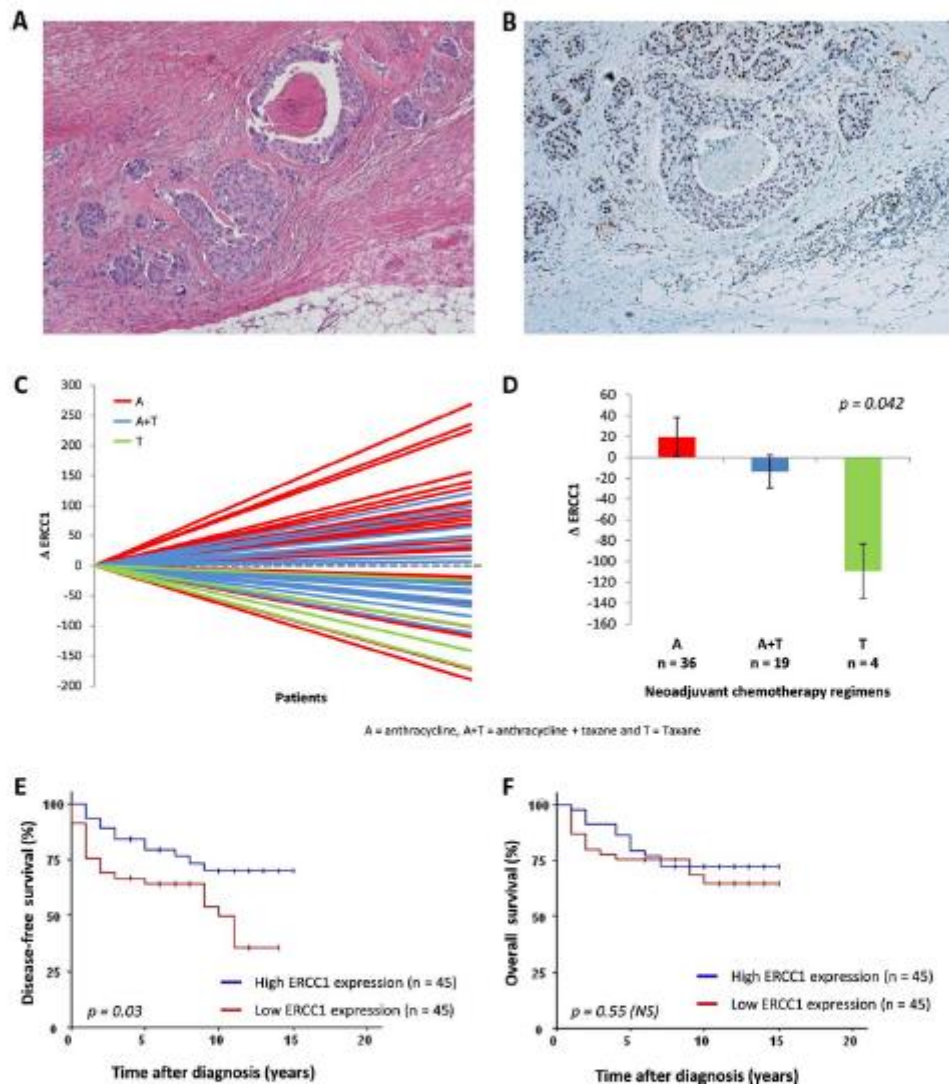 A
B
C
300
250
200
150
100
50
0
-50
-100
-150
-200
Δ ERCC1
A
A+T
T
Patients
D
60
40
20
0
-20
-40
-60
-80
-100
-120
-140
-160
Δ ERCC1
p = 0.042
A A+T T
n = 36 n = 19 n = 4
Neoadjuvant chemotherapy regimens
A = anthracycline, A+T = anthracycline + taxane and T = Taxane
E
100
75
50
75
0
Disease-free survival (%)
High ERCC1 expression (n = 45)
Low ERCC1 expression (n = 45)
p = 0.03
0 5 10 15 20
Time after diagnosis (years)
F
100
75
50
75
0
Overall survival (%)
High ERCC1 expression (n = 45)
Low ERCC1 expression (n = 45)
p = 0.55 (NS)
0 5 10 15 20
Time after diagnosis (years)